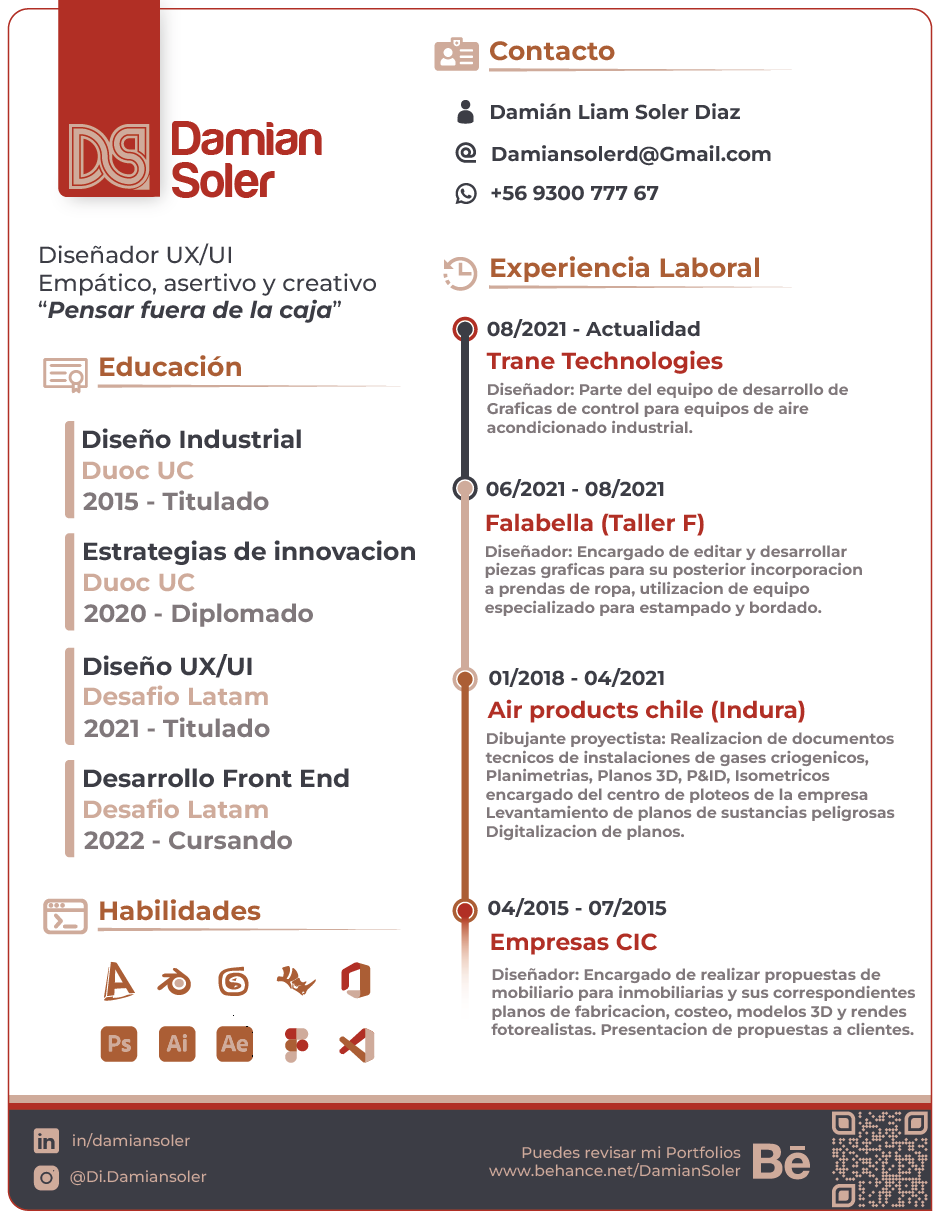 DS
Damian
Soler
Diseñador UX/UI
Empático, asertivo y creativo
“Pensar fuera de la caja”
Educación
Diseño Industrial
Duoc UC
2015 - Titulado
Estrategias de innovacion
Duoc UC
2020 - Diplomado
Diseño UX/UI
Desafio Latam
2021 - Titulado
Desarrollo Front End
Desafio Latam
2022 - Cursando
Habilidades
A
Ps Ai Ae
Contacto
Damián Liam Soler Diaz
Damiansolerd@Gmail.com
+56 9300 777 67
Experiencia Laboral
08/2021 - Actualidad
Trane Technologies
Diseñador: Parte del equipo de desarrollo de
Graficas de control para equipos de aire
acondicionado industrial.
06/2021 - 08/2021
Falabella (Taller F)
Diseñador: Encargado de editar y desarrollar
piezas graficas para su posterior incorporacion
a prendas de ropa, utilizacion de equipo
especializado para estampado y bordado.
01/2018 - 04/2021
Air products chile (Indura)
Dibujante proyectista: Realizacion de documentos
tecnicos de instalaciones de gases criogenicos,
Planimetrias, Planos 3D, P&ID, Isometricos
encargado del centro de ploteos de la empresa
Levantamiento de planos de sustancias peligrosas
Digitalizacion de planos.
04/2015 - 07/2015
Empresas CIC
Diseñador: Encargado de realizar propuestas de
mobiliario para inmobiliarias y sus correspondientes
planos de fabricacion, costeo, modelos 3D y rendes
fotorealistas. Presentacion de propuestas a clientes.
in in/damiansoler
@Di.Damiansoler
Puedes revisar mi Portfolios
www.behance.net/DamianSoler
Bē